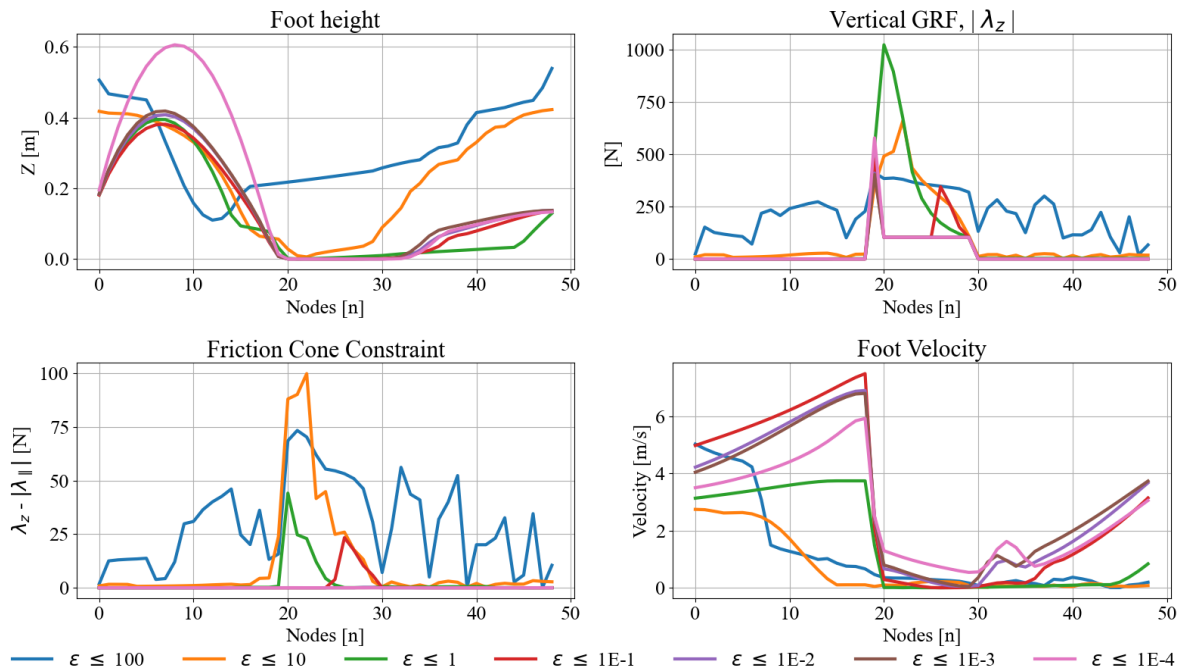 Foot height
Z [m]
0.6
0.4
0.2
0.0
0 10 20 30 40 50
Nodes [n]
Vertical GRF, | λz |
[N]
1000
750
500
250
0
0 10 20 30 40 50
Nodes [n]
Friction Cone Constraint
λz - |λ∥| [N]
100
75
50
25
0
0 10 20 30 40 50
Nodes [n]
Foot Velocity
Velocity [m/s]
6
4
2
0
0 10 20 30 40 50
Nodes [n]
ε ≤ 100 ε ≤ 10 ε ≤ 1 ε ≤ 1E-1 ε ≤ 1E-2 ε ≤ 1E-3 ε ≤ 1E-4